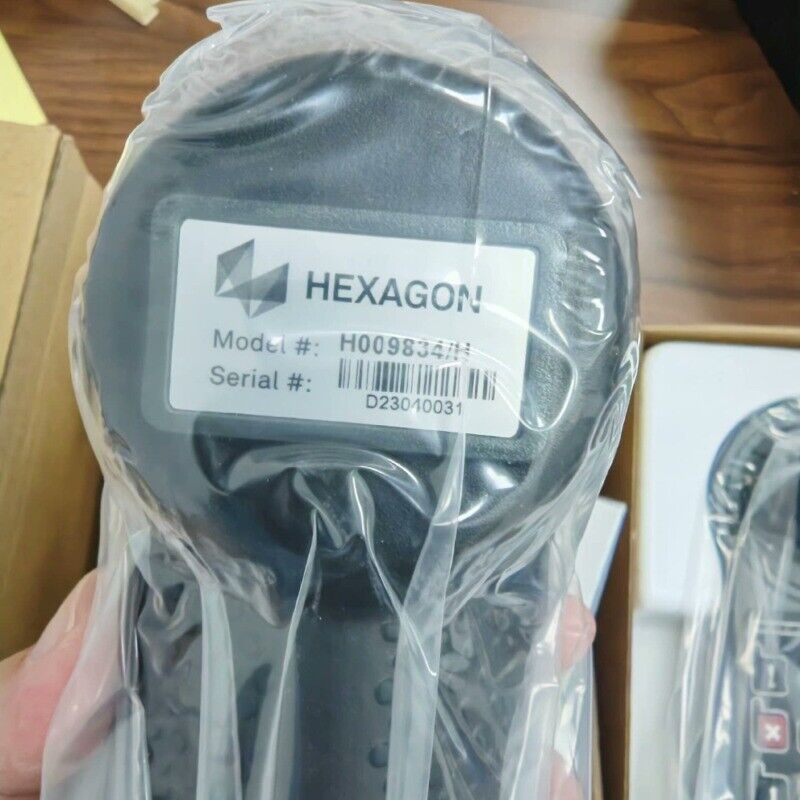 HEXAGON
Model #: H009834/H
Serial #:
D23040031